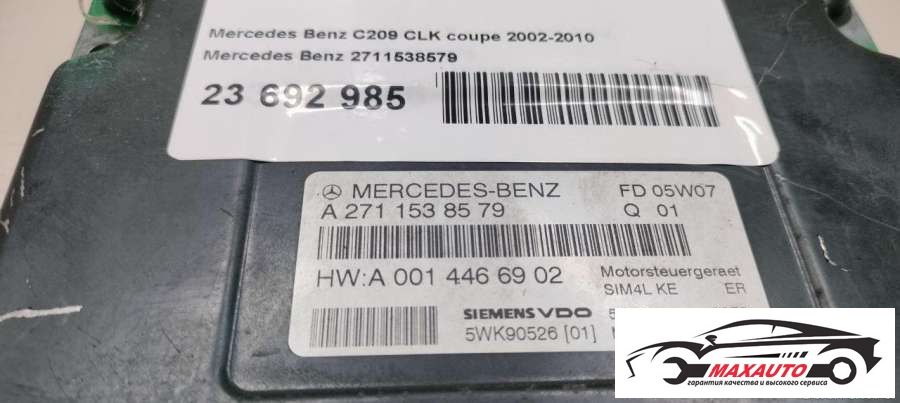 Mercedes Benz C209 CLK coupe 2002-2010
Mercedes Benz 2711538579
23 692 985
MERCEDES-BENZ FD 05W07
A 271 153 85 79 Q 01
HW:A 001 446 69 02 Motorsteuergeraet
SIM4L KE ER
SIEMENS VDO
5WK90526 [01]
MAXAUTO
гарантия качества и высокого сервиса